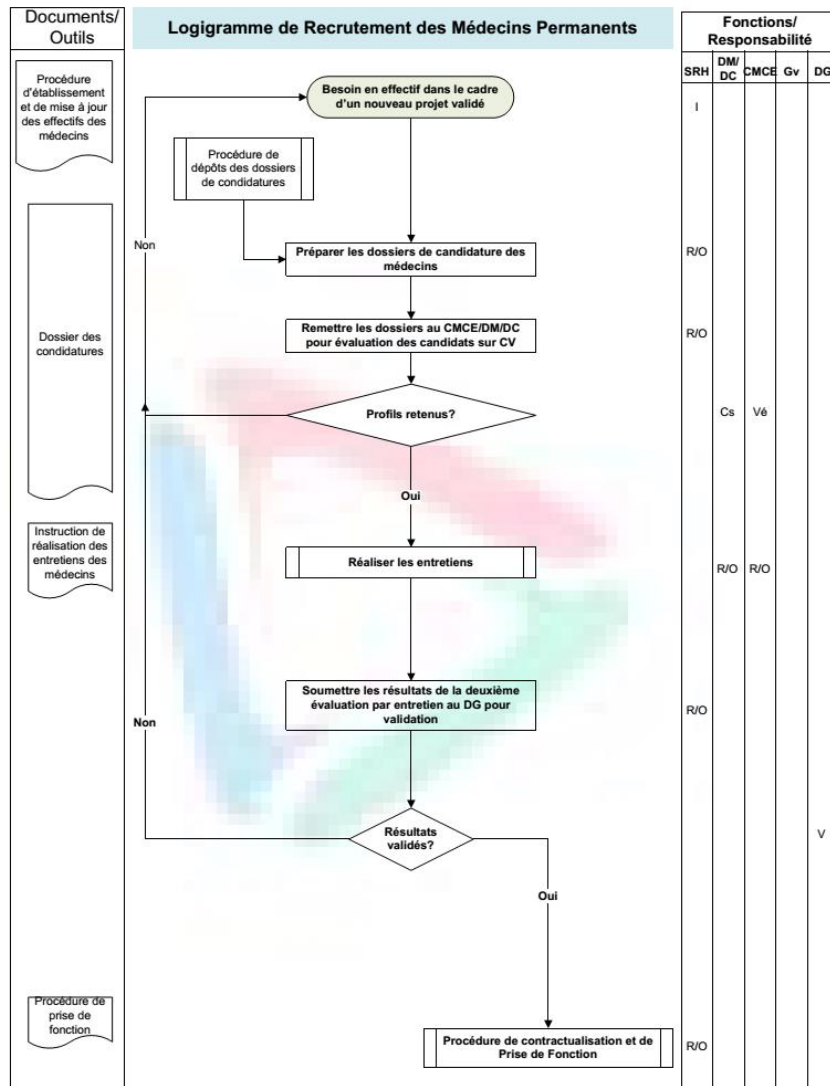 Documents/
Outils
Logigramme de Recrutement des Médecins Permanents
Fonctions/
Responsabilité
SRH
DM/
DC
CMCE
Gv
DG
Procédure
d'établissement
et de mise à jour
des effectifs des
médecins
Besoin en effectif dans le cadre
d'un nouveau projet validé
I
Procédure de
dépôts des dossiers
de condidatures
Non
Préparer les dossiers de candidature des
médecins
R/O
Dossier des
condidatures
Remettre les dossiers au CMCE/DM/DC
pour évaluation des candidats sur CV
R/O
Profils retenus?
Cs
Vé
Oui
Instruction de
réalisation des
entretiens des
médecins
Réaliser les entretiens
R/O
R/O
Soumettre les résultats de la deuxième
évaluation par entretien au DG pour
validation
R/O
Non
Résultats
validés?
V
Oui
Procédure de
prise de
fonction
Procédure de contractualisation et de
Prise de Fonction
R/O